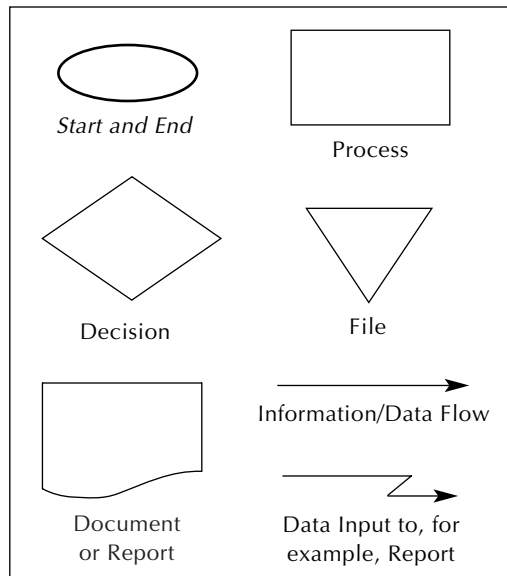 Start and End
Process
Decision
File
Information/Data Flow
Document
or Report
Data Input to, for
example, Report